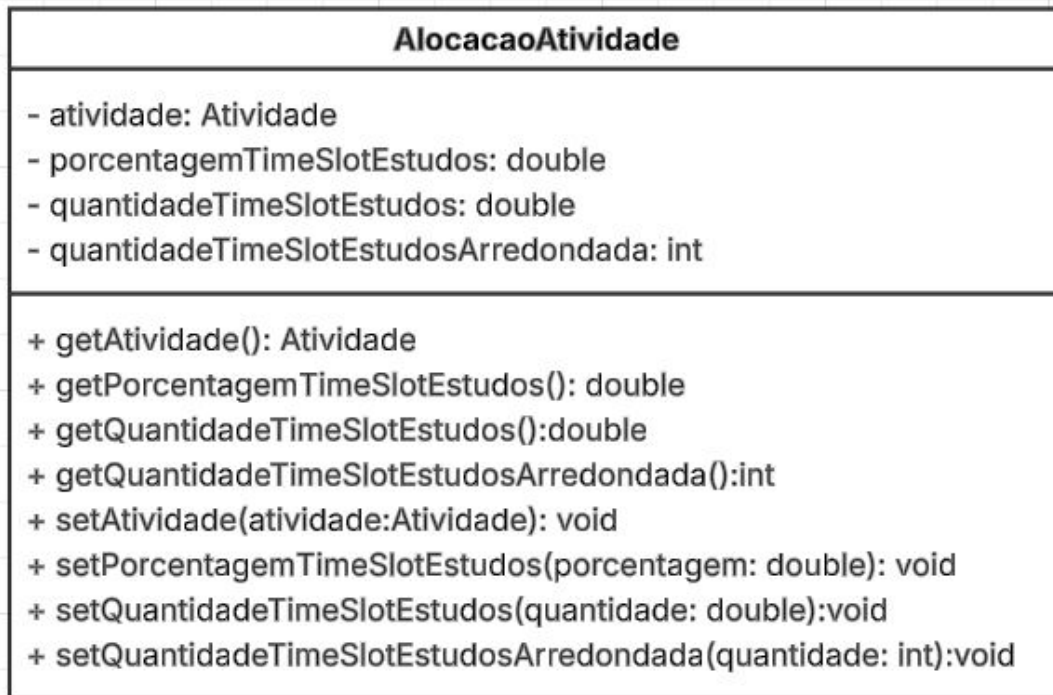 AlocacaoAtividade
- atividade: Atividade
- porcentagemTimeSlotEstudos: double
- quantidadeTimeSlotEstudos: double
- quantidadeTimeSlotEstudosArredondada: int
+ getAtividade(): Atividade
+ getPorcentagemTimeSlotEstudos(): double
+ getQuantidadeTimeSlotEstudos():double
+ getQuantidadeTimeSlotEstudosArredondada():int
+ setAtividade(atividade:Atividade): void
+ setPorcentagemTimeSlotEstudos(porcentagem: double): void
+ setQuantidadeTimeSlotEstudos(quantidade: double):void
+ setQuantidadeTimeSlotEstudosArredondada(quantidade: int):void